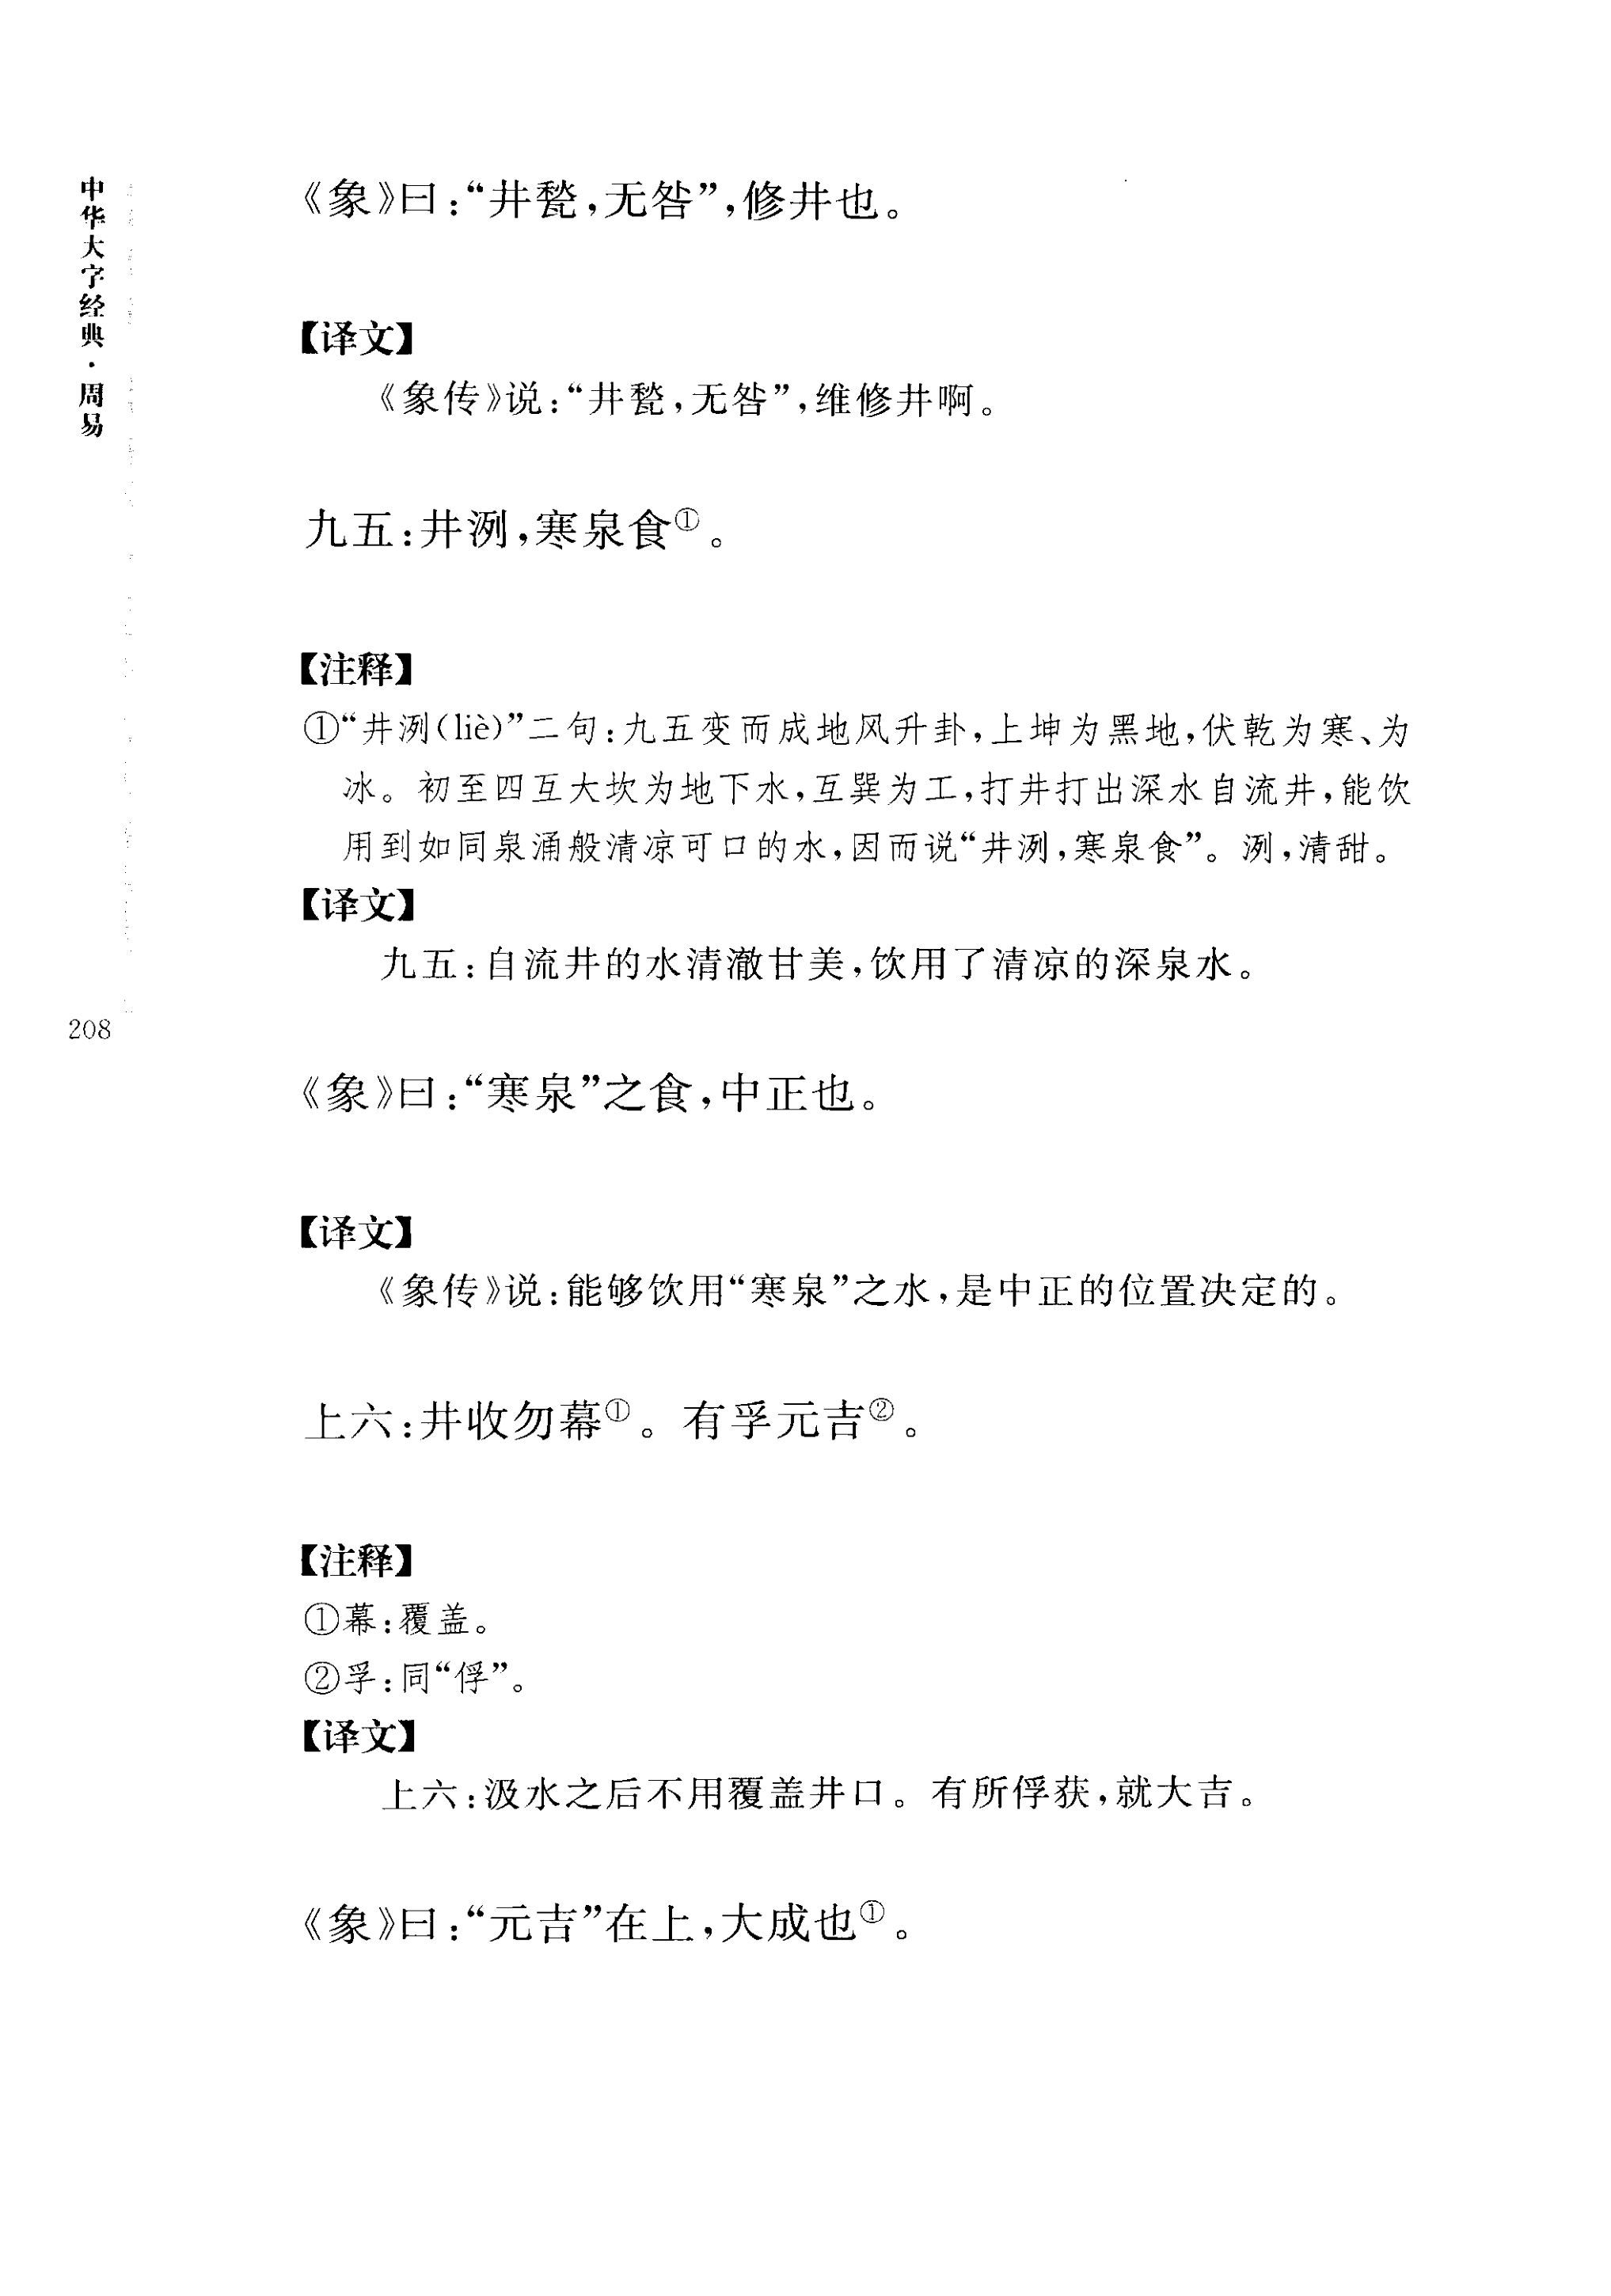 中华大字经典·周易
208
《象》曰:“井甃,无咎”,修井也。
【译文】
《象传》说:“井甃,无咎”,维修井啊。
九五:井洌,寒泉食①。
【注释】
①“井洌(liè)”二句:九五变而成地风升卦,上坤为黑地,伏乾为寒、为
冰。初至四互大坎为地下水,互巽为工,打井打出深水自流井,能饮
用到如同泉涌般清凉可口的水,因而说“井洌,寒泉食”。洌,清甜。
【译文】
九五:自流井的水清澈甘美,饮用了清凉的深泉水。
《象》曰:“寒泉”之食,中正也。
【译文】
《象传》说:能够饮用“寒泉”之水,是中正的位置决定的。
上六:井收勿幕①。有孚元吉②。
【注释】
①幕:覆盖。
②孚:同“俘”。
【译文】
上六:汲水之后不用覆盖井口。有所俘获,就大吉。
《象》曰:“元吉”在上,大成也①。